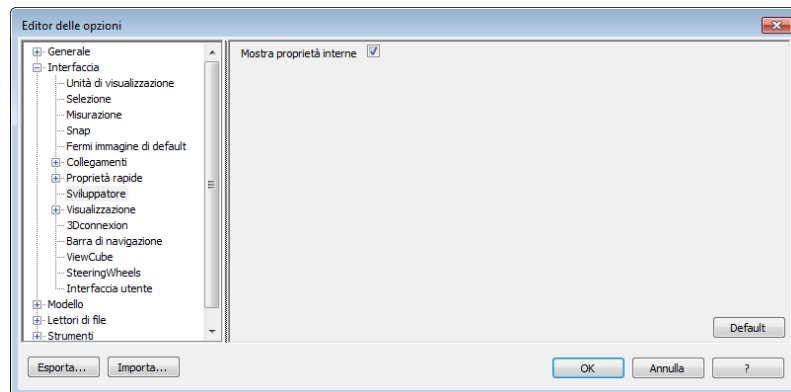 Editor delle opzioni
Generale
Interfaccia
Unità di visualizzazione
Selezione
Misurazione
Snap
Fermi immagine di default
Collegamenti
Proprietà rapide
Sviluppatore
Visualizzazione
3Dconnexion
Barra di navigazione
ViewCube
SteeringWheels
Interfaccia utente
Modello
Lettori di file
Strumenti
Mostra proprietà interne
Default
Esporta... Importa... OK Annulla ?